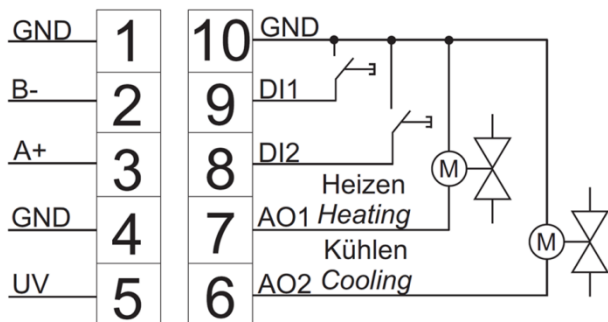 GND 1 10 GND
B- 2 9 DI1
A+ 3 8 DI2
M
Heizen
GND 4 7 AO1 Heating
Kühlen M
UV 5 6 AO2 Cooling